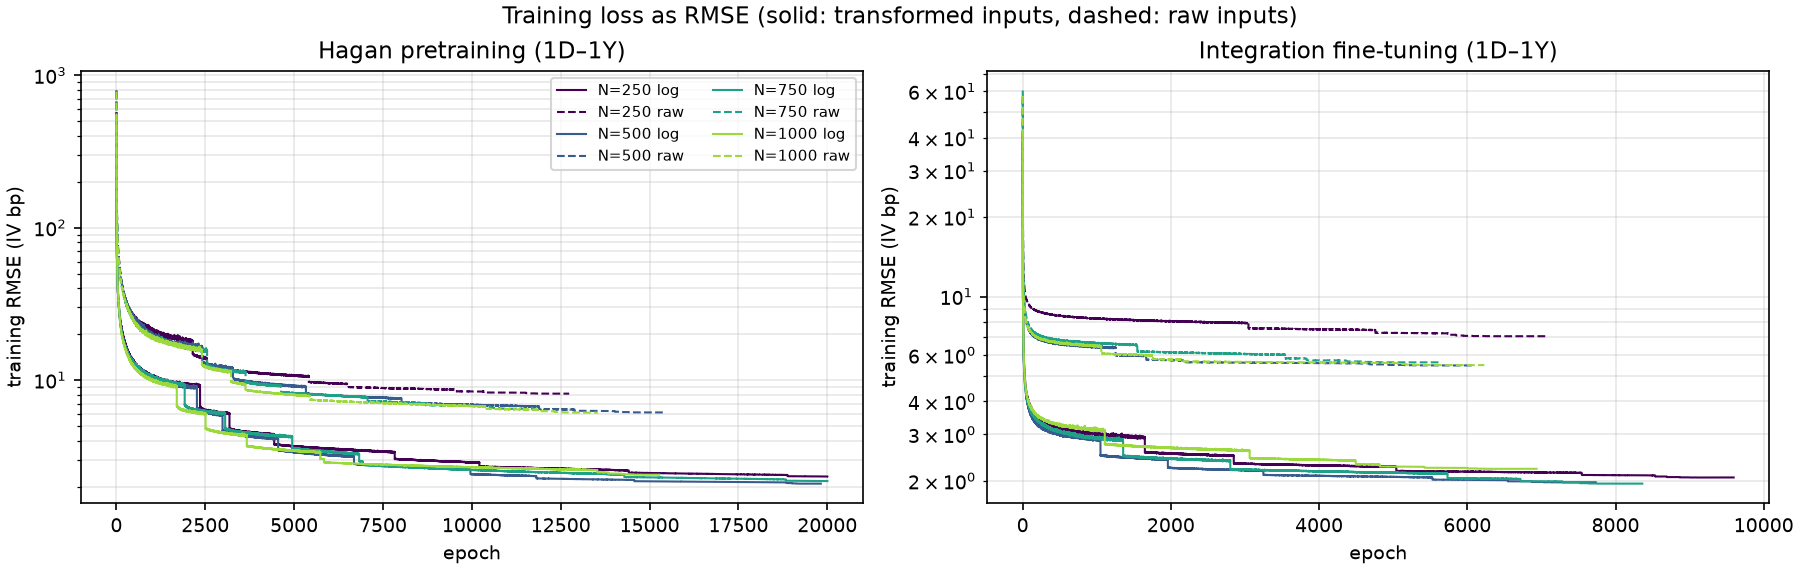 Training loss as RMSE (solid: transformed inputs, dashed: raw inputs)
Hagan pretraining (1D–1Y)
10³
10²
10¹
training RMSE (IV bp)
N=250 log
N=250 raw
N=500 log
N=500 raw
N=750 log
N=750 raw
N=1000 log
N=1000 raw
0 2500 5000 7500 10000 12500 15000 17500 20000
epoch
Integration fine-tuning (1D–1Y)
6 × 10¹
4 × 10¹
3 × 10¹
2 × 10¹
10¹
6 × 10⁰
4 × 10⁰
3 × 10⁰
2 × 10⁰
training RMSE (IV bp)
0 2000 4000 6000 8000 10000
epoch